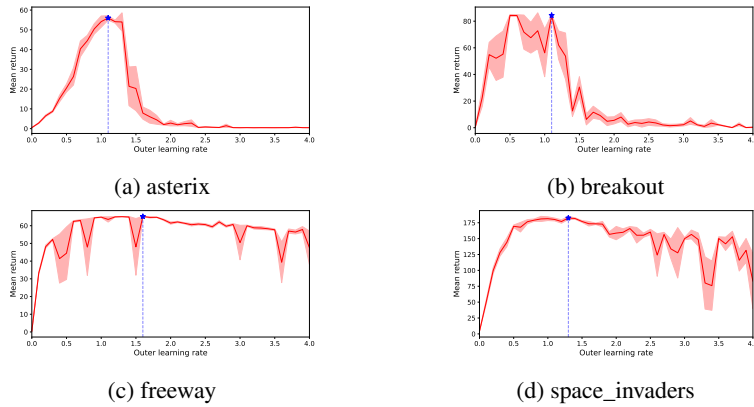 60
50
40
30
20
10
0
Mean return
0.0 0.5 1.0 1.5 2.0 2.5 3.0 3.5 4.0
Outer learning rate
(a) asterix
80
60
40
20
0
Mean return
0.0 0.5 1.0 1.5 2.0 2.5 3.0 3.5 4.0
Outer learning rate
(b) breakout
60
50
40
30
20
10
0
Mean return
0.0 0.5 1.0 1.5 2.0 2.5 3.0 3.5 4.0
Outer learning rate
(c) freeway
175
150
125
100
75
50
25
0
Mean return
0.0 0.5 1.0 1.5 2.0 2.5 3.0 3.5 4.0
Outer learning rate
(d) space_invaders